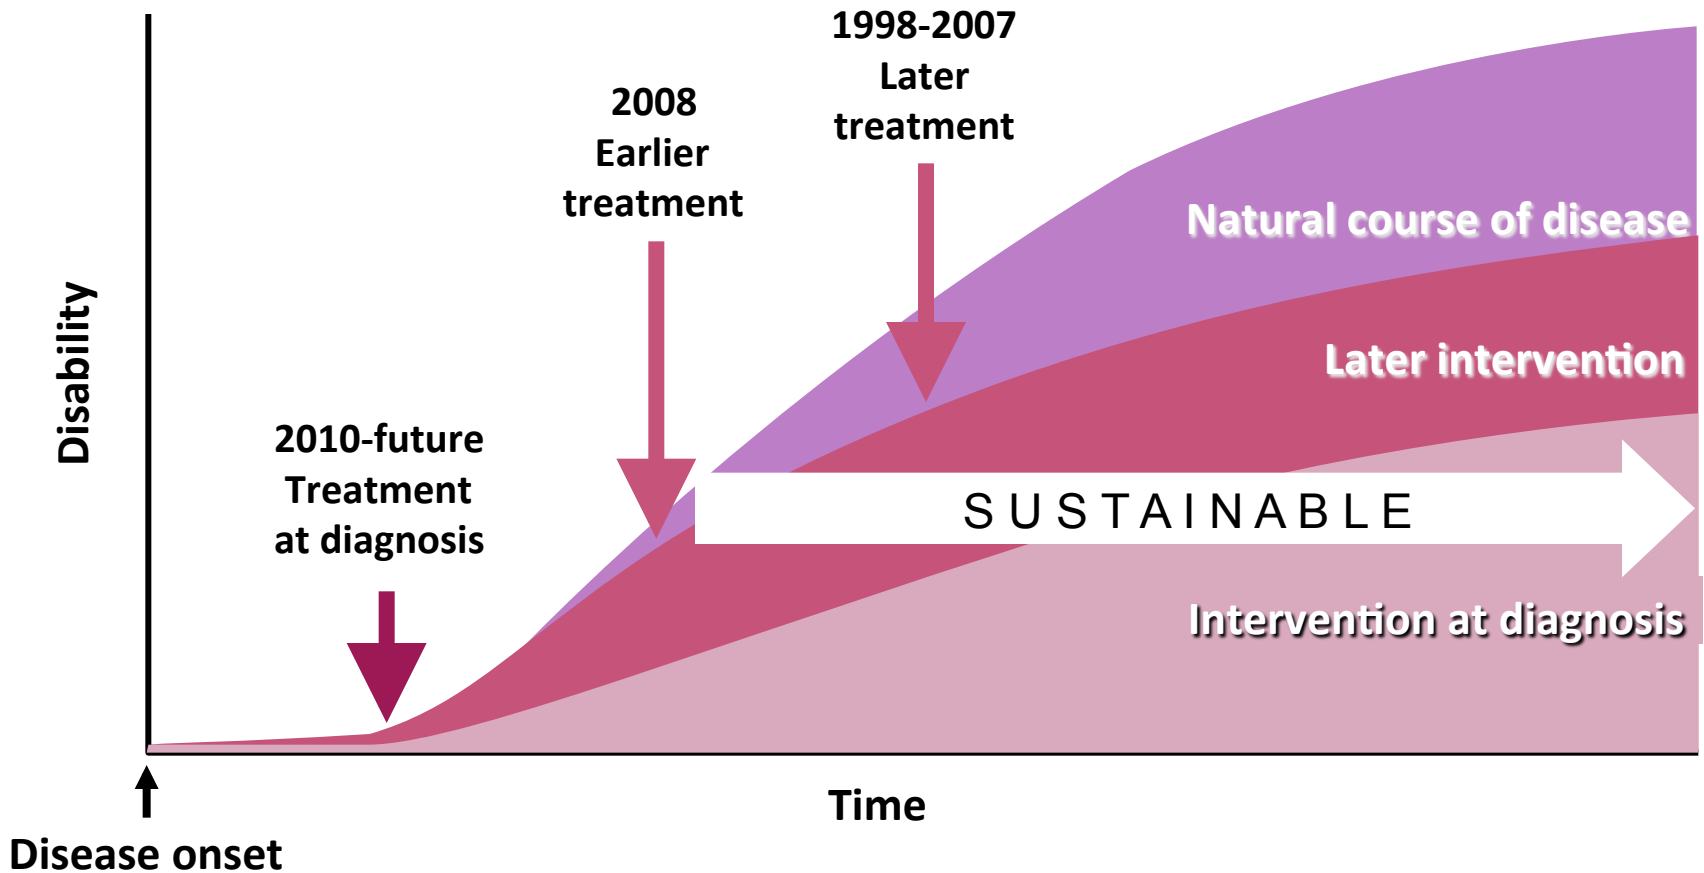 1998-2007
Later
treatment
2008
Earlier
treatment
Natural course of disease
Later intervention
Disability
2010-future
Treatment
at diagnosis
SUSTAINABLE
Intervention at diagnosis
Time
Disease onset